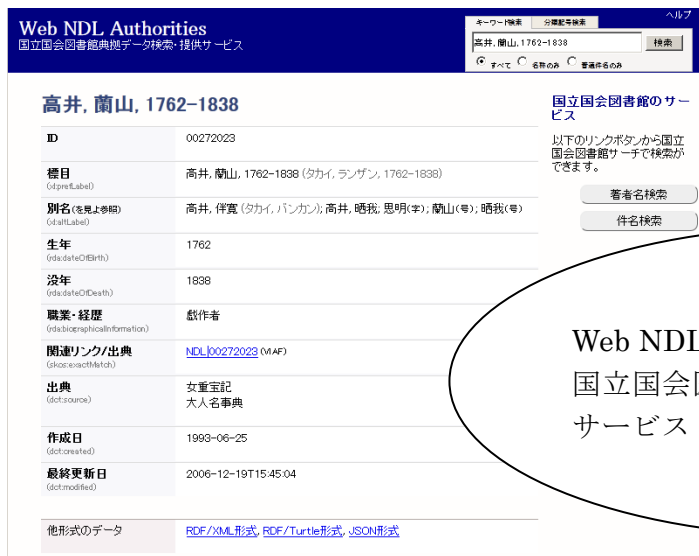 Web NDL Authorities
国立国会図書館典拠データ検索・提供サービス
ヘルプ
キーワード検索 分類記号検索
高井, 蘭山, 1762-1838 検索
すべて 名称のみ 普通件名のみ
高井, 蘭山, 1762-1838
ID 00272023
標目 高井, 蘭山, 1762-1838 (タカイ, ランザン, 1762-1838)
(xl:prefLabel)
別名(を見よ参照) 高井, 伴寛 (タカイ, バンカン); 高井, 晒我; 思明(字); 蘭山(号); 晒我(号)
(xl:altLabel)
生年 1762
(rda:dateOfBirth)
没年 1838
(rda:dateOfDeath)
職業・経歴 戯作者
(rda:biographicalInformation)
関連リンク/出典 NDL|00272023 (VIAF)
(skos:exactMatch)
出典 女重宝記
(dct:source) 大人名事典
作成日 1993-06-25
(dct:created)
最終更新日 2006-12-19T15:45:04
(dct:modified)
他形式のデータ RDF/XML形式, RDF/Turtle形式, JSON形式
国立国会図書館のサー
ビス
以下のリンクボタンから国立
国会図書館サーチで検索が
できます。
著者名検索
件名検索
Web NDL
国立国会
サービス